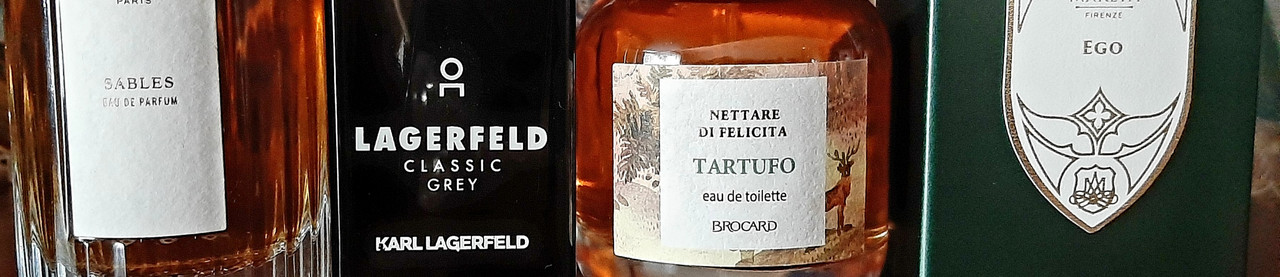 PARIS
SABLES
EAU DE PARFUM
LAGERFELD
CLASSIC
GREY
KARL LAGERFELD
NETTARE
DI FELICITA
TARTUFO
eau de toilette
BROCARD
FIRENZE
EGO